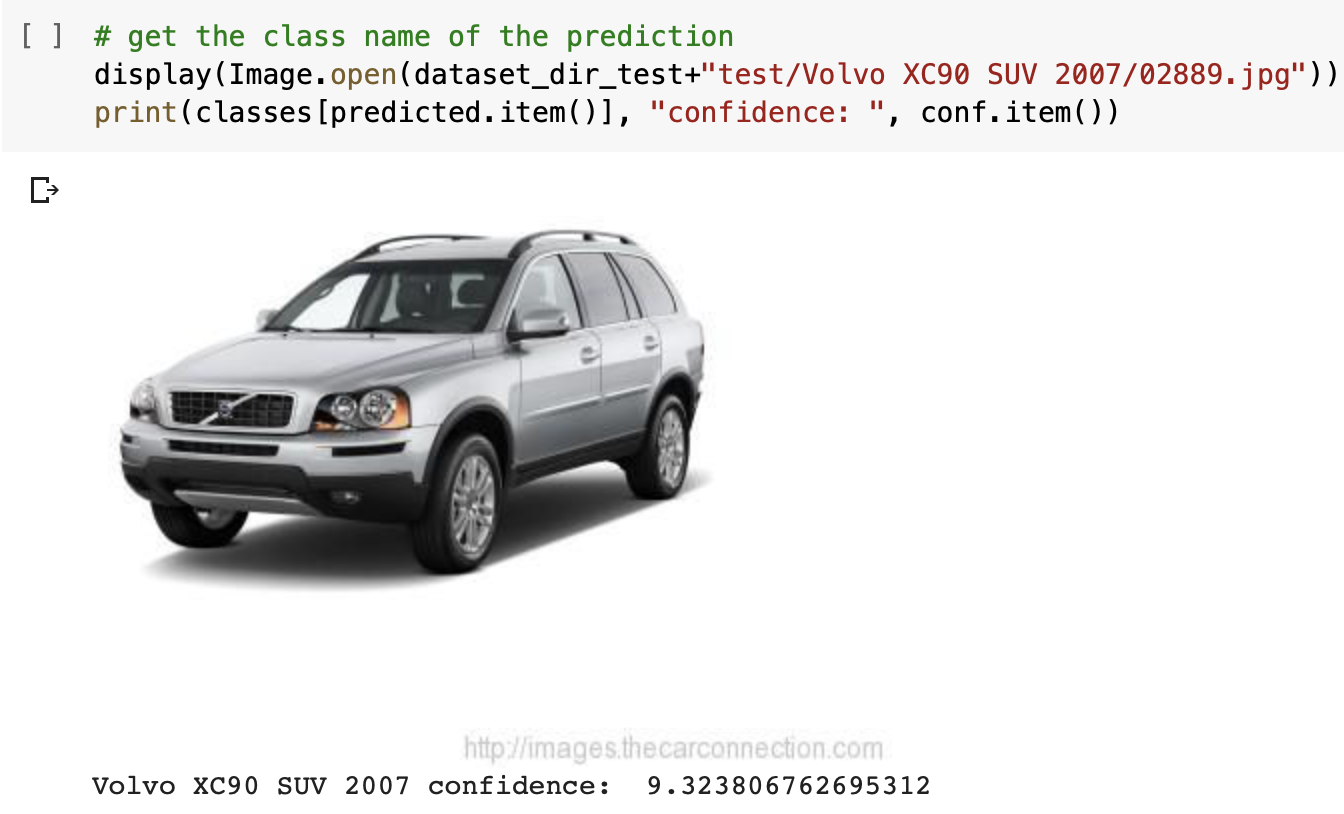 [ ] # get the class name of the prediction
display(Image.open(dataset_dir_test+"test/Volvo XC90 SUV 2007/02889.jpg"))
print(classes[predicted.item()], "confidence: ", conf.item())
http://images.thecarconnection.com
Volvo XC90 SUV 2007 confidence:  9.323806762695312